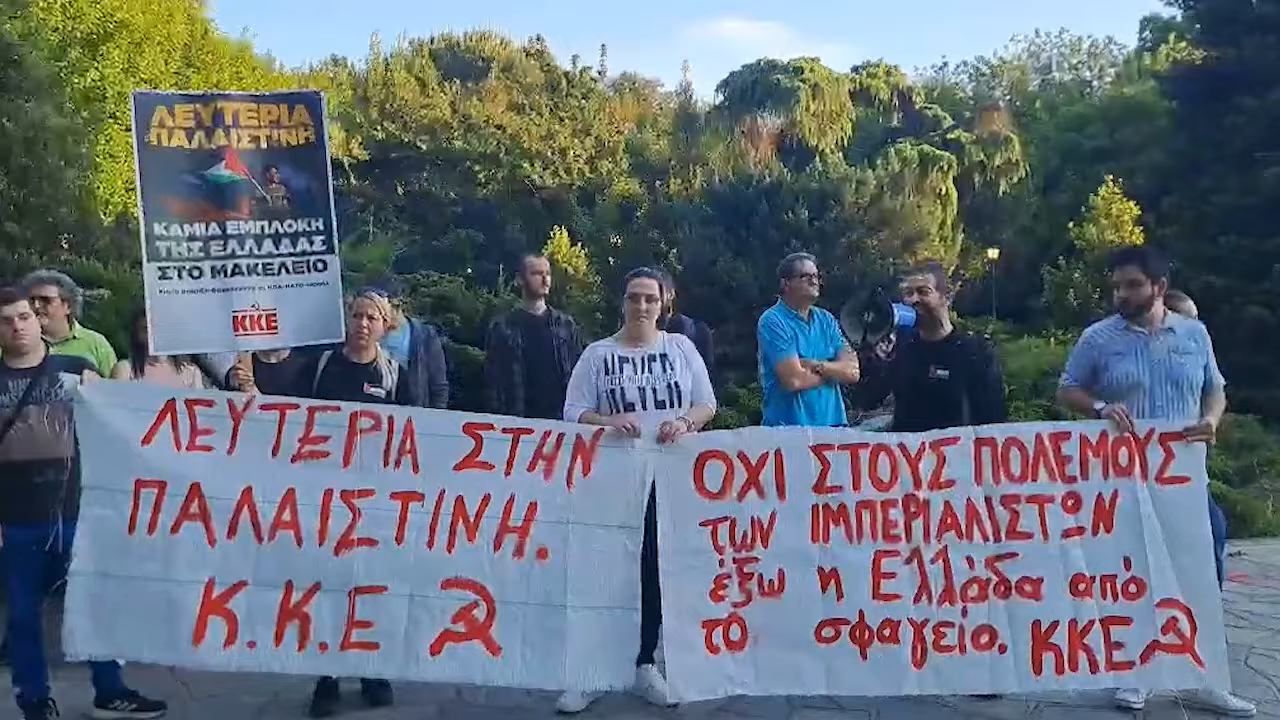 ΛΕΥΤΕΡΙΑ
ΠΑΛΑΙΣΤΙΝΗ
ΚΑΜΙΑ ΕΜΠΛΟΚΗ
ΤΗΣ ΕΛΛΑΔΑΣ
ΣΤΟ ΜΑΚΕΛΕΙΟ
ΚΚΕ
ΛΕΥΤΕΡΙΑ ΣΤΗΝ
ΠΑΛΑΙΣΤΙΝΗ.
Κ.Κ.Ε
ΟΧΙ ΣΤΟΥΣ ΠΟΛΕΜΟΥΣ
των ΙΜΠΕΡΙΑΛΙΣΤΩΝ
έξω η Ελλάδα από
τό σφαγείο. ΚΚΕ